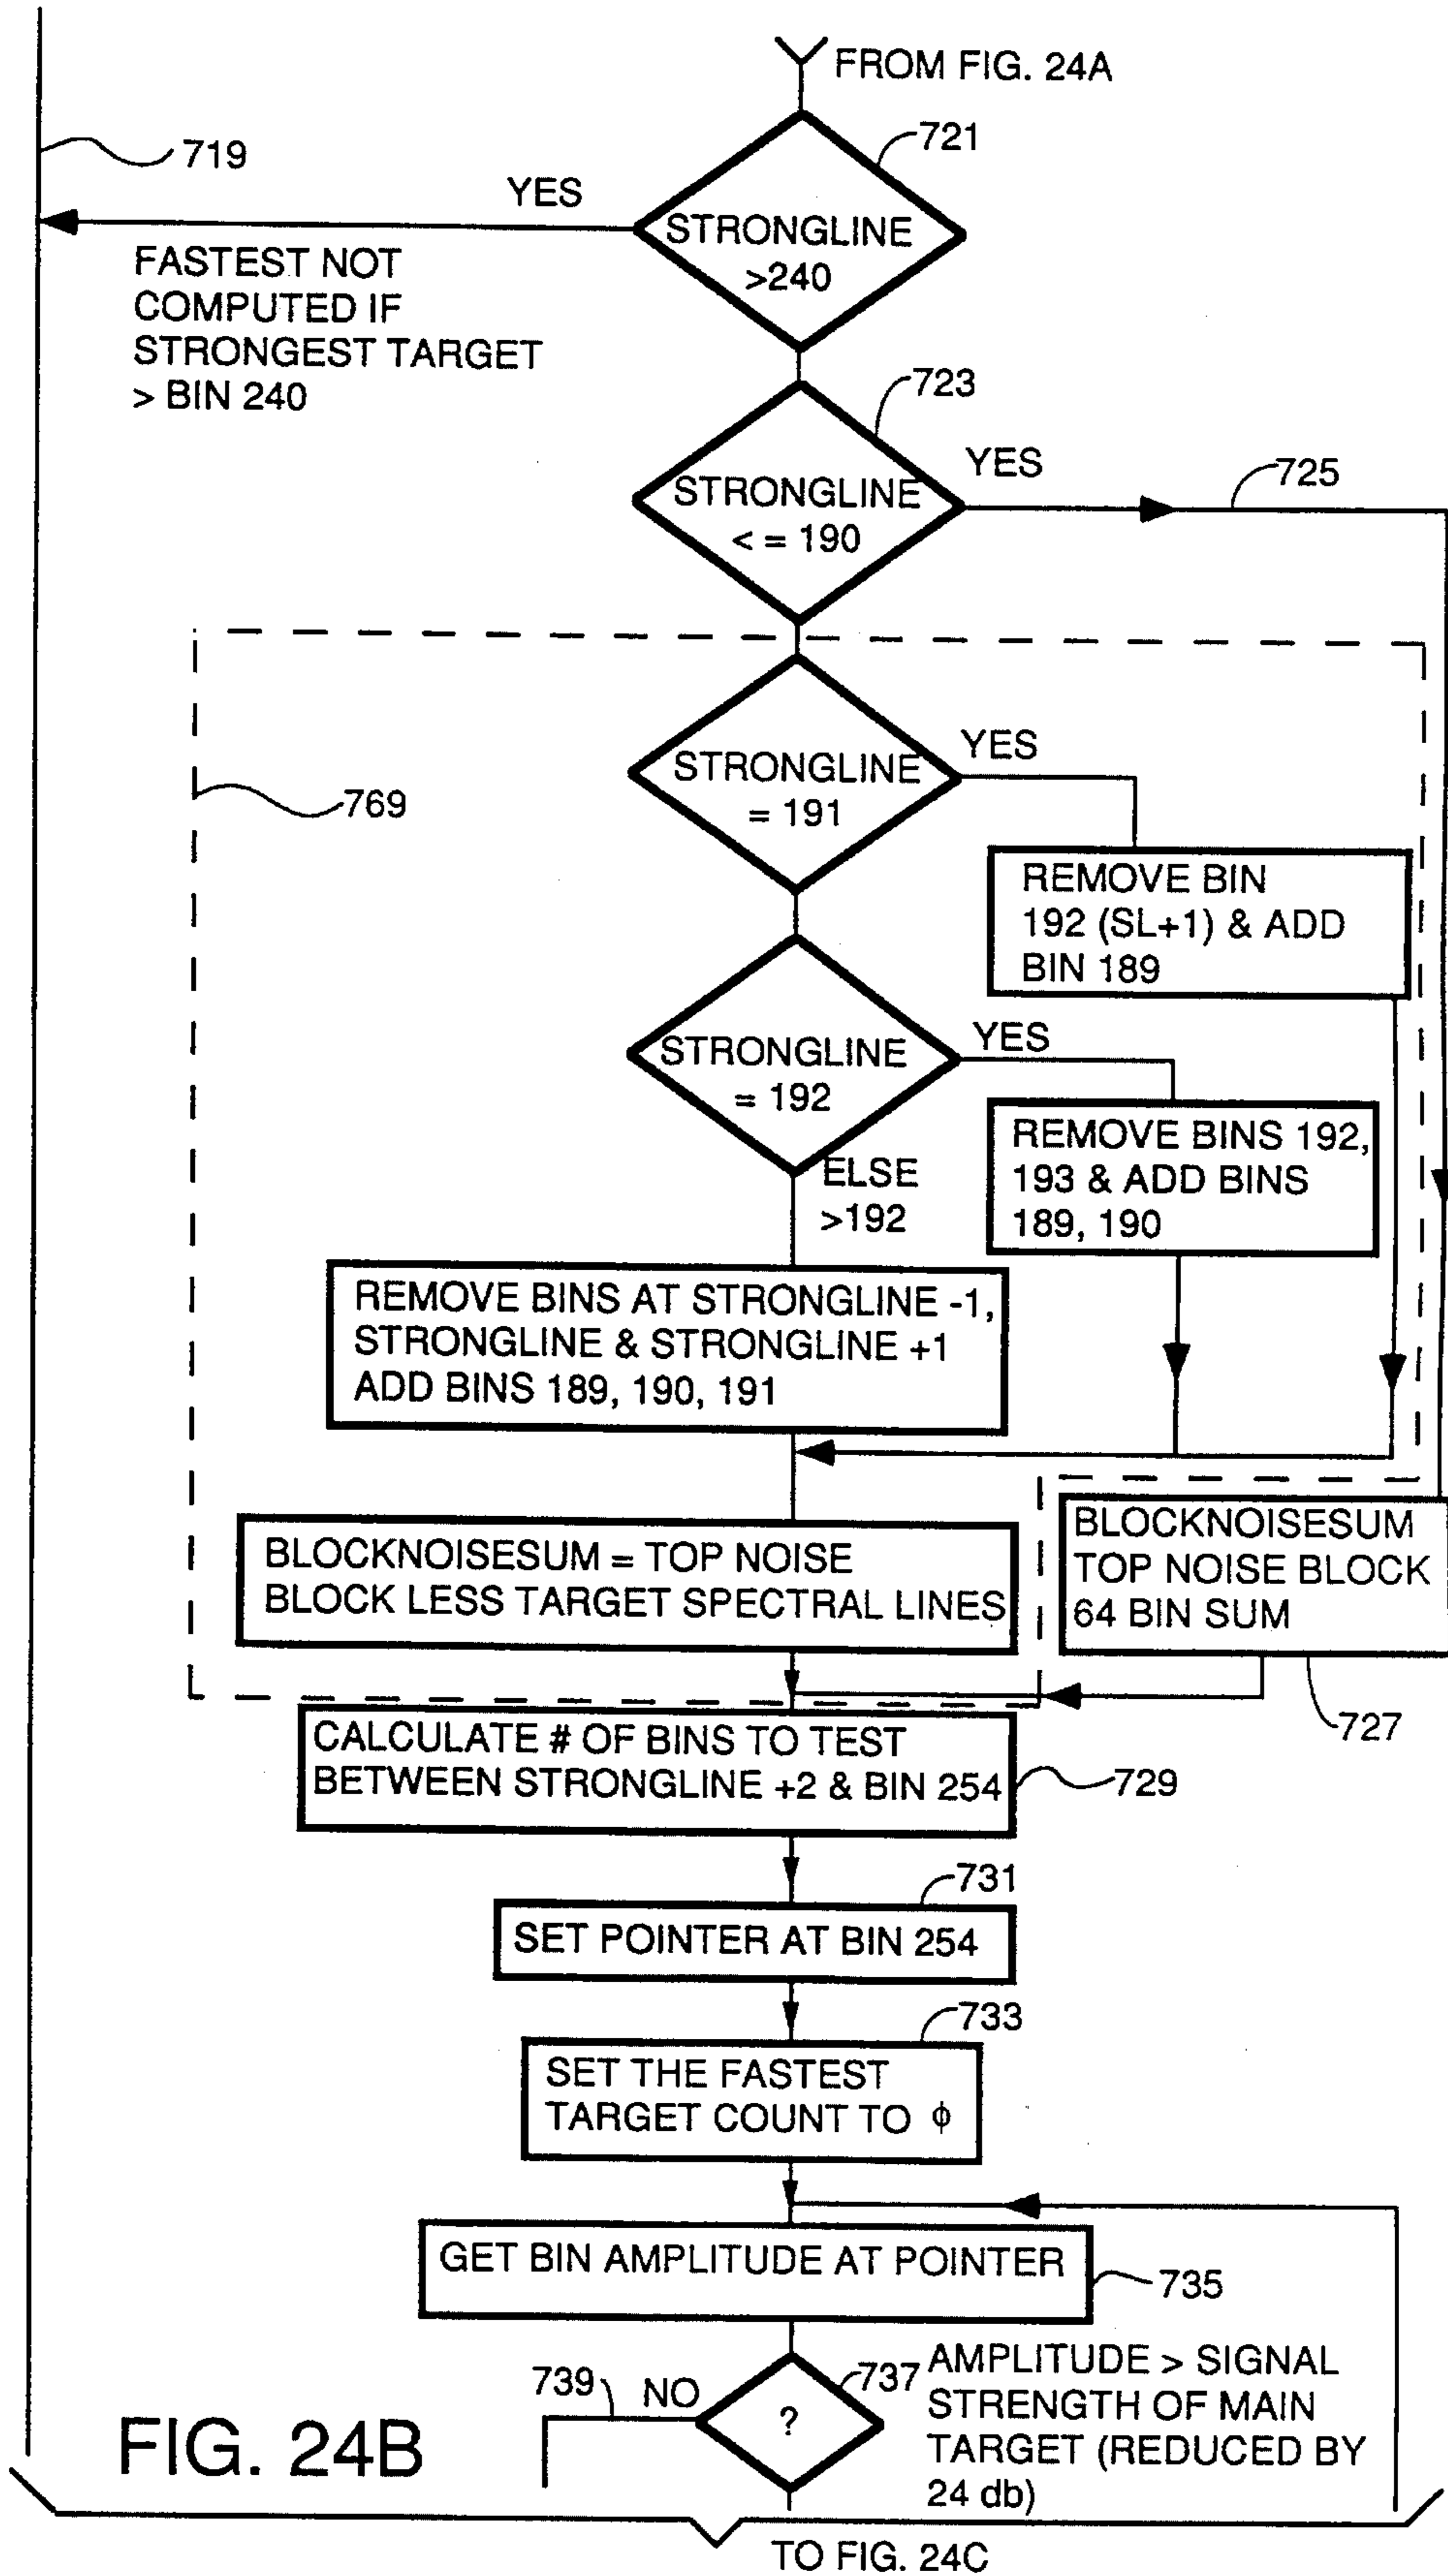 FROM FIG. 24A
719
721
YES
STRONGLINE
>240
FASTEST NOT
COMPUTED IF
STRONGEST TARGET
> BIN 240
723
YES
725
STRONGLINE
< = 190
769
STRONGLINE
= 191
YES
REMOVE BIN
192 (SL+1) & ADD
BIN 189
STRONGLINE
= 192
YES
REMOVE BINS 192,
193 & ADD BINS
189, 190
ELSE
>192
REMOVE BINS AT STRONGLINE -1,
STRONGLINE & STRONGLINE +1
ADD BINS 189, 190, 191
BLOCKNOISESUM = TOP NOISE
BLOCK LESS TARGET SPECTRAL LINES
BLOCKNOISESUM
TOP NOISE BLOCK
64 BIN SUM
727
CALCULATE # OF BINS TO TEST
BETWEEN STRONGLINE +2 & BIN 254
729
731
SET POINTER AT BIN 254
733
SET THE FASTEST
TARGET COUNT TO ϕ
GET BIN AMPLITUDE AT POINTER
735
739
NO
?
737
AMPLITUDE > SIGNAL
STRENGTH OF MAIN
TARGET (REDUCED BY
24 db)
FIG. 24B
TO FIG. 24C